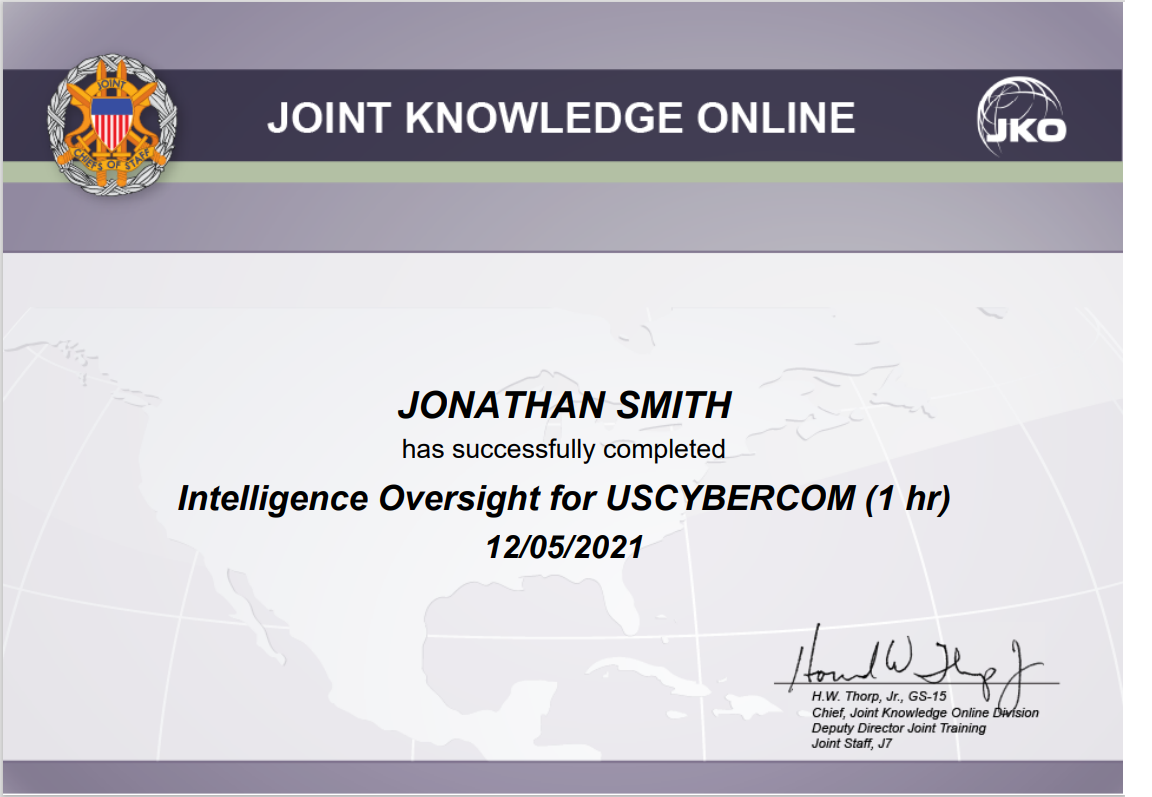 JOINT
CHIEFS OF STAFF
JOINT KNOWLEDGE ONLINE
JKO
JONATHAN SMITH
has successfully completed
Intelligence Oversight for USCYBERCOM (1 hr)
12/05/2021
Howard W Thorp Jr
H.W. Thorp, Jr., GS-15
Chief, Joint Knowledge Online Division
Deputy Director Joint Training
Joint Staff, J7